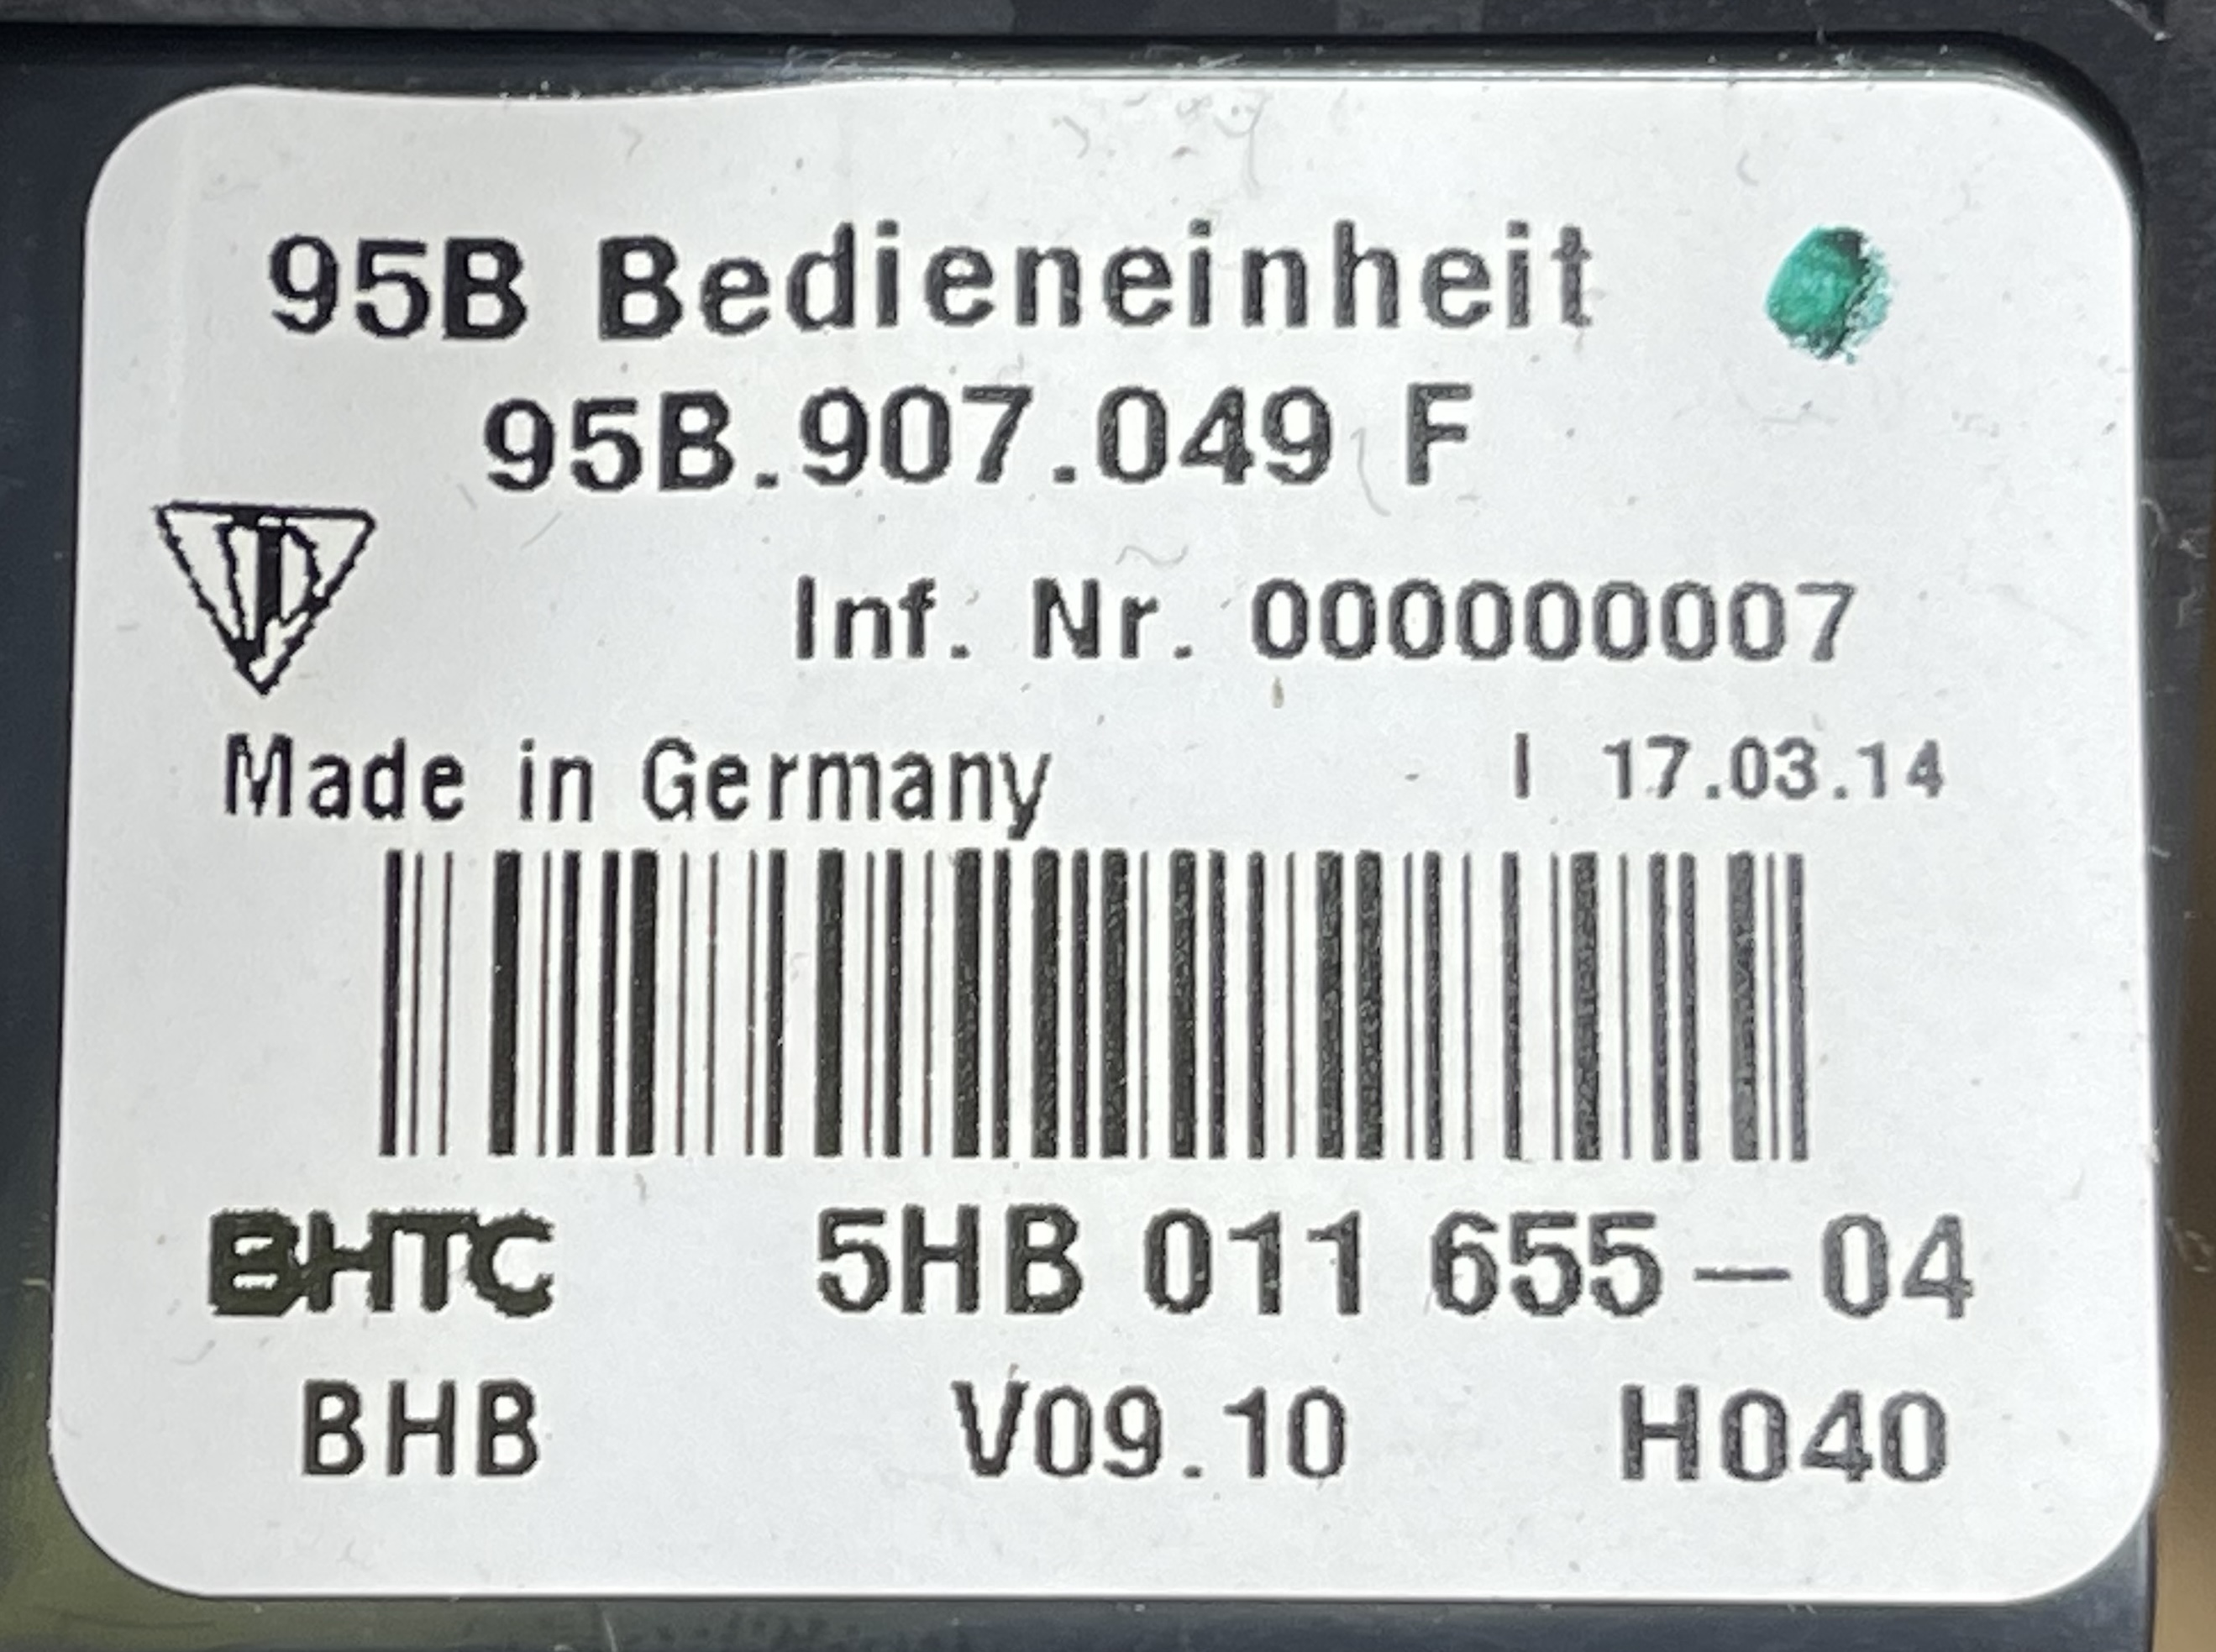 95B Bedieneinheit
95B.907.049 F
Inf. Nr. 000000007
Made in Germany I 17.03.14
BHTC 5HB 011 655-04
BHB V09.10 H040